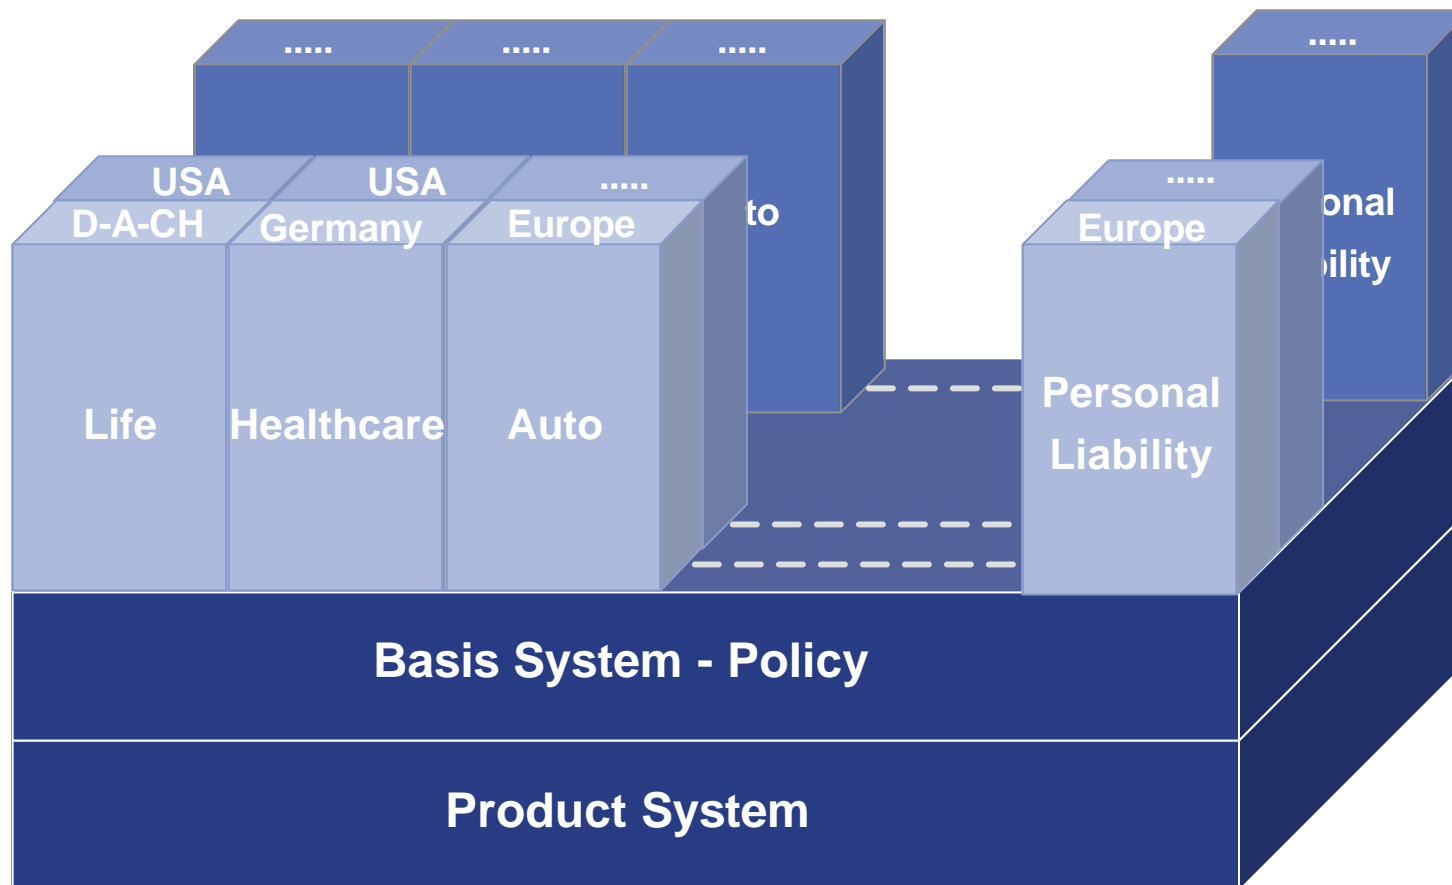 .....
.....
.....
.....
USA
USA
.....
.....
D-A-CH
Germany
Europe
to
Europe
onal
ility
Life
Healthcare
Auto
Personal
Liability
Basis System - Policy
Product System